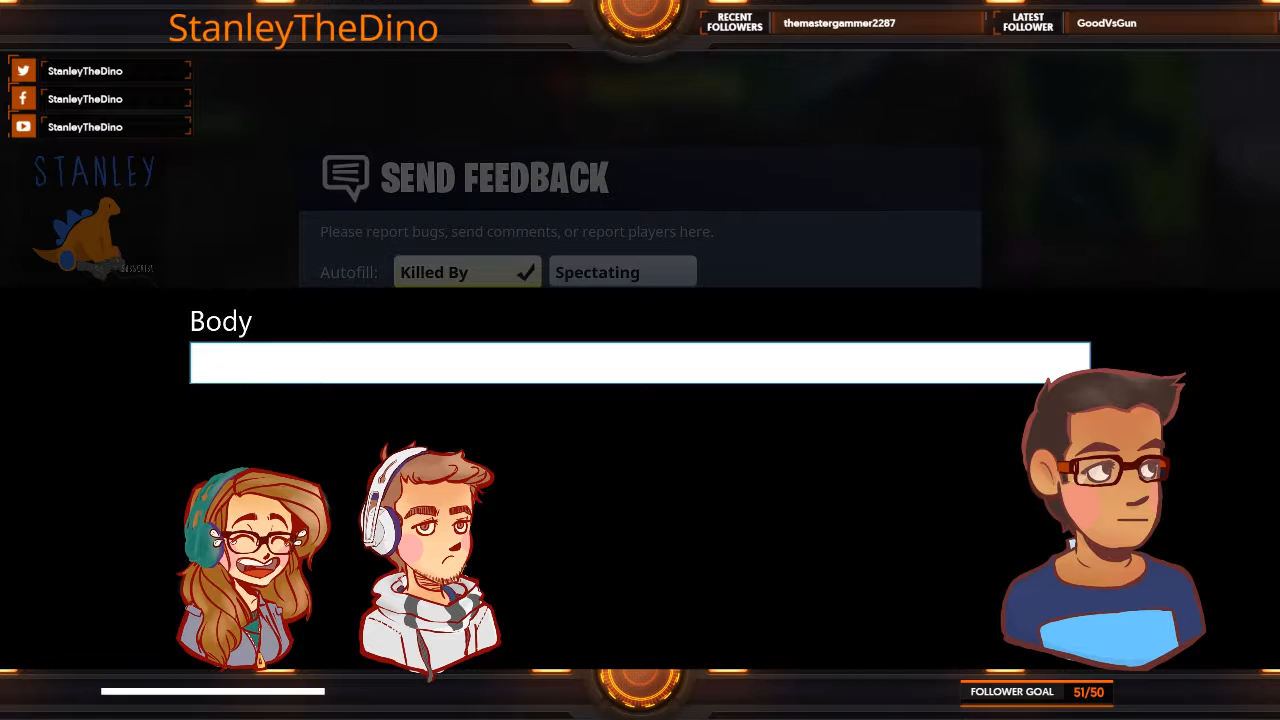 StanleyTheDino
RECENT FOLLOWERS
themastergammer2287
LATEST FOLLOWER
GoodVsGun
StanleyTheDino
StanleyTheDino
StanleyTheDino
STANLEY
SEND FEEDBACK
Please report bugs, send comments, or report players here.
Autofill:
Killed By
Spectating
Body
FOLLOWER GOAL
51/50